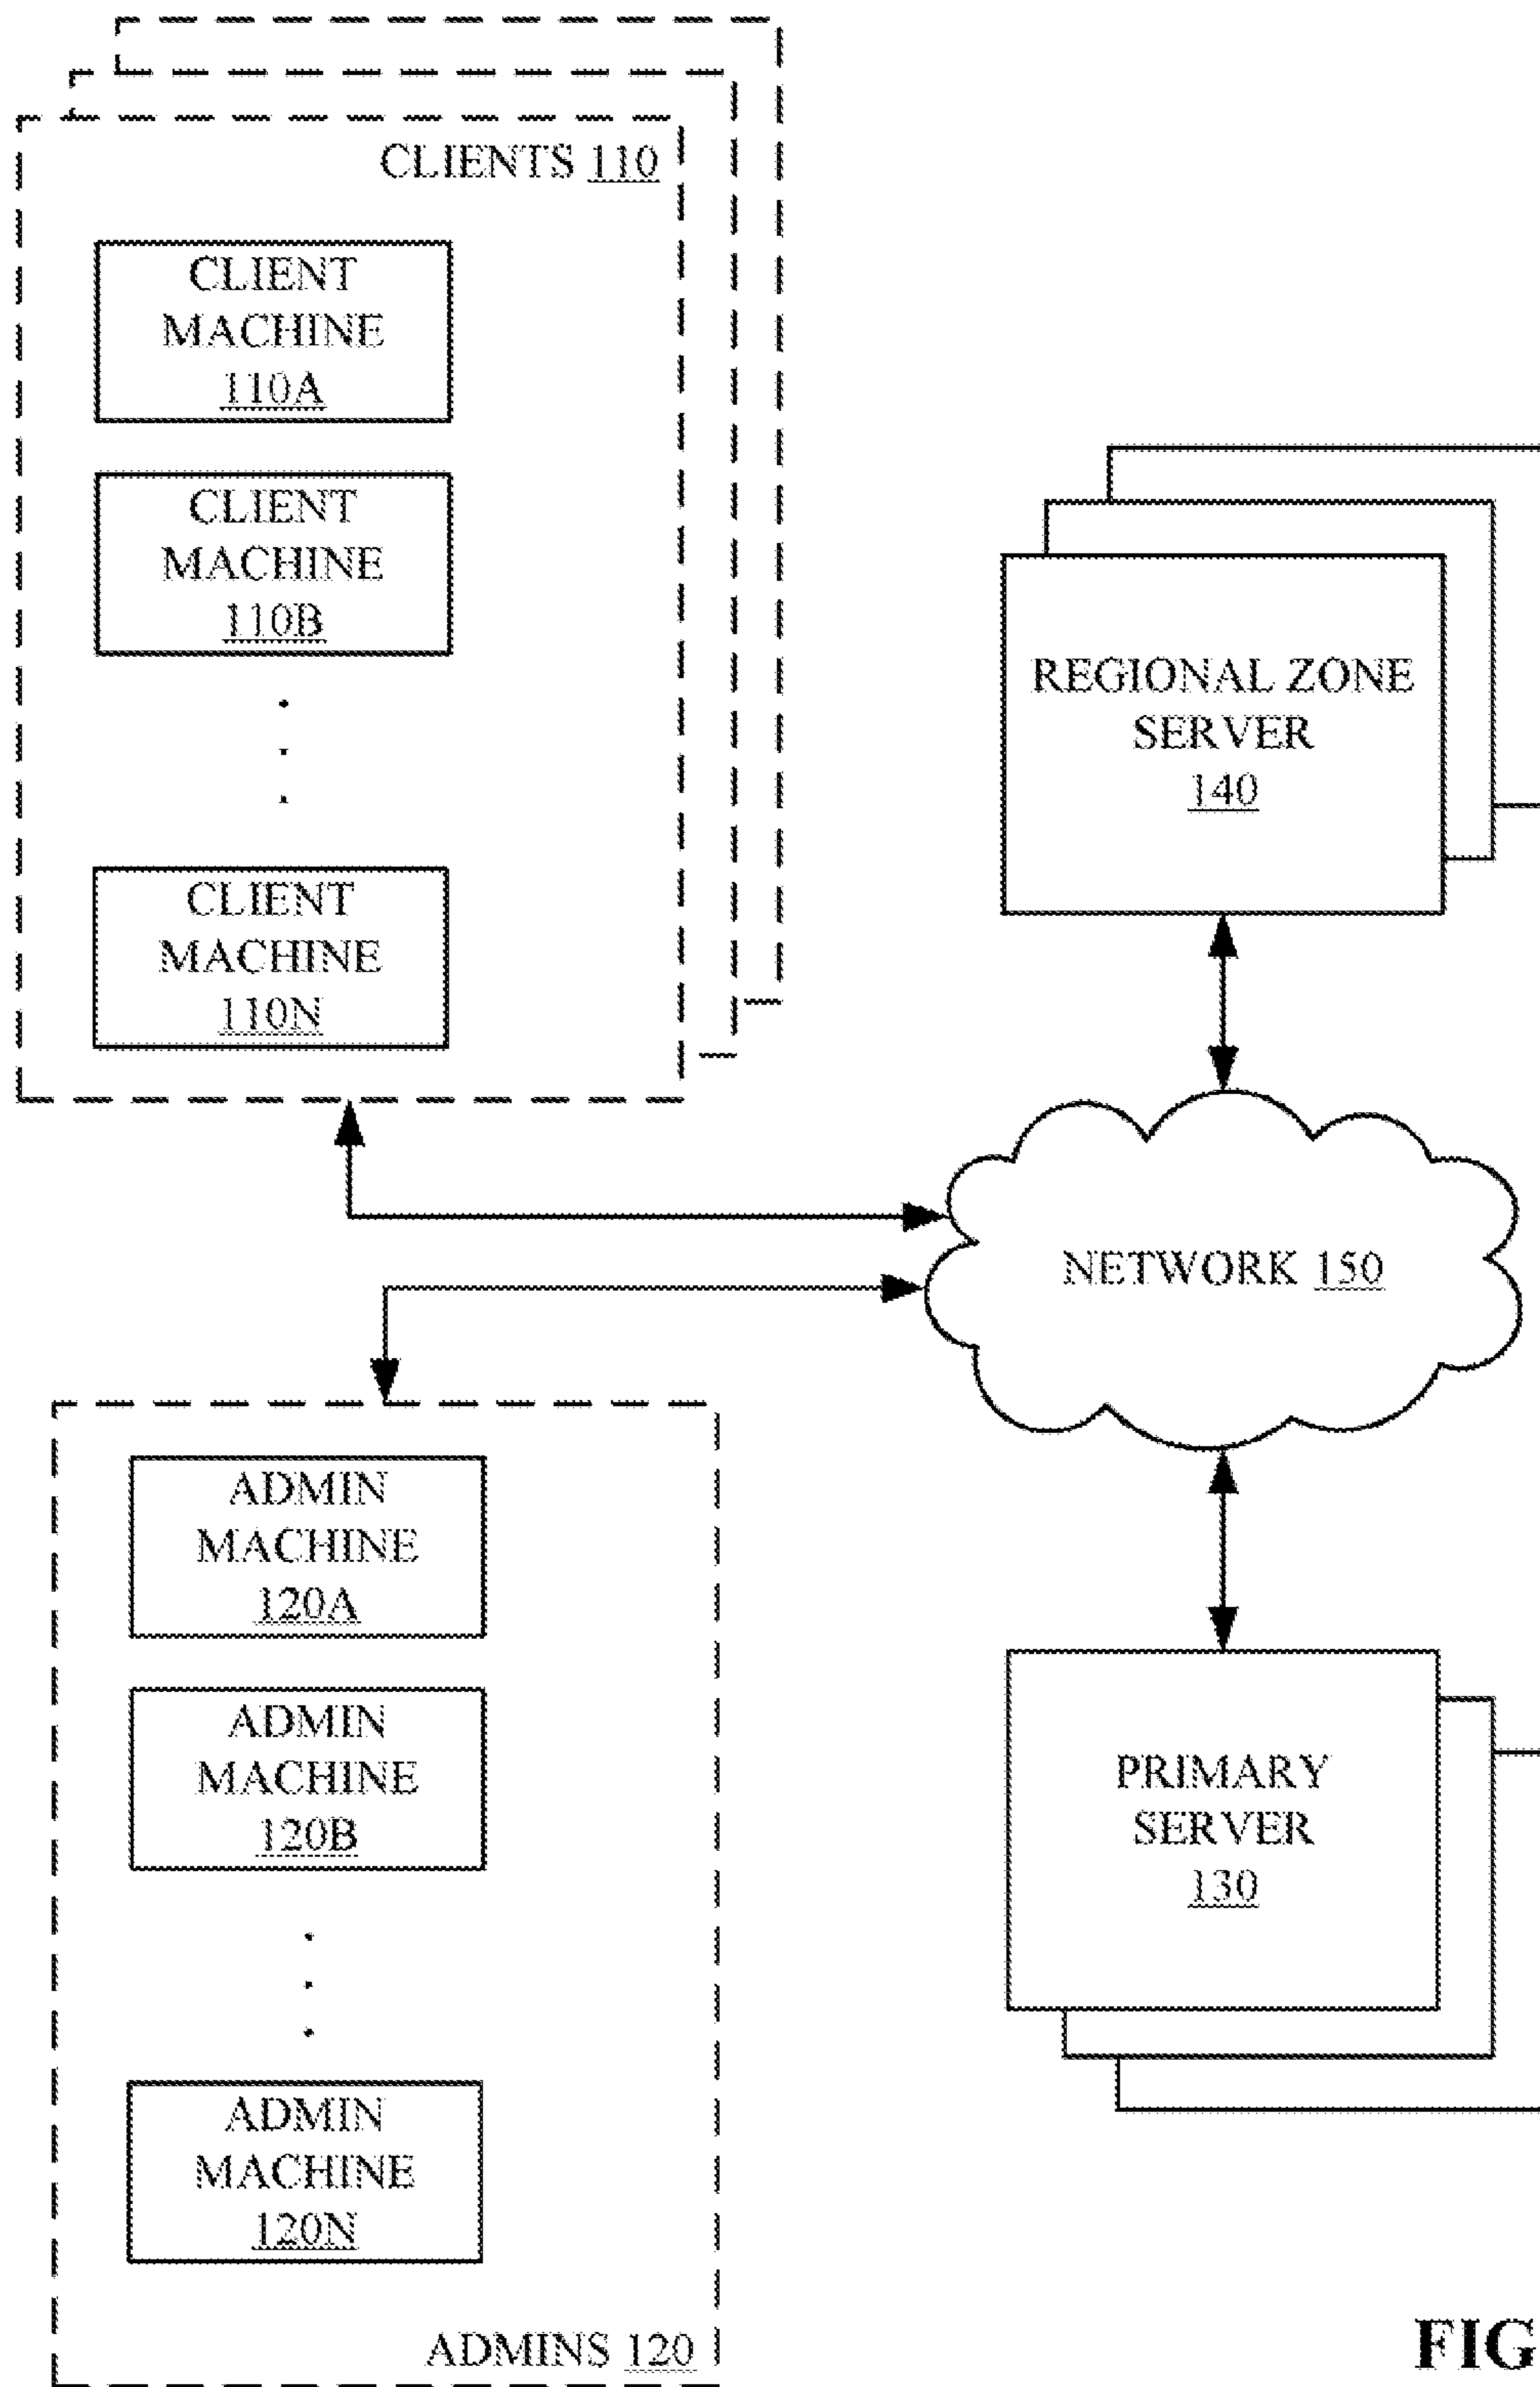 CLIENTS 110
CLIENT
MACHINE
110A
CLIENT
MACHINE
110B
CLIENT
MACHINE
110N
REGIONAL ZONE
SERVER
140
NETWORK 150
ADMIN
MACHINE
120A
ADMIN
MACHINE
120B
ADMIN
MACHINE
120N
ADMINS 120
PRIMARY
SERVER
130
FIG